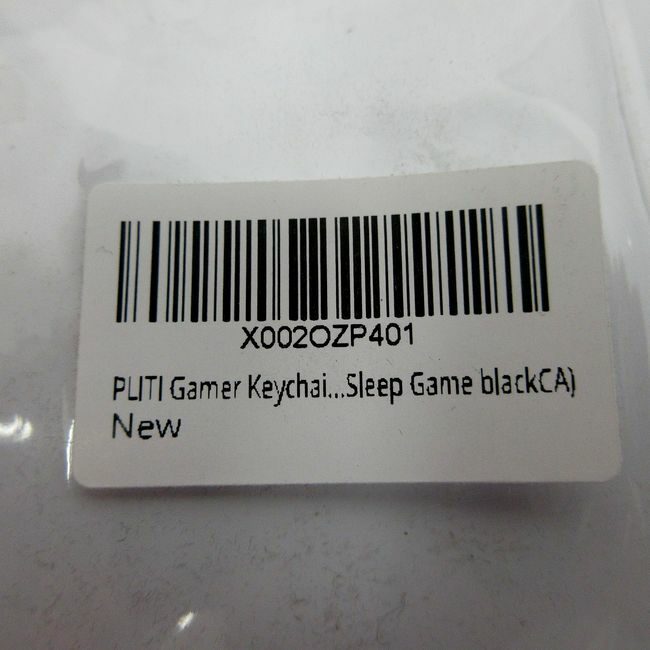 X002OZP401
PLITI Gamer Keychai...Sleep Game blackCA)
New